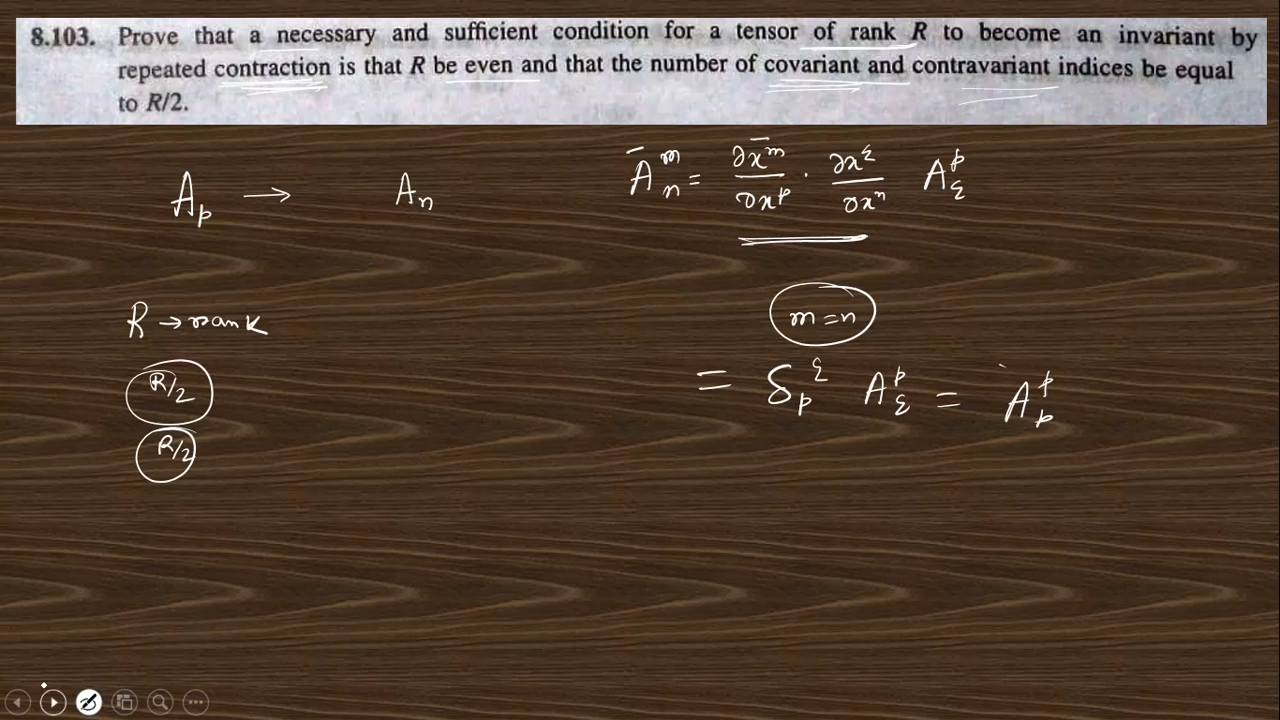 8.103. Prove that a necessary and sufficient condition for a tensor of rank R to become an invariant by
repeated contraction is that R be even and that the number of covariant and contravariant indices be equal
to R/2.
A_p → A_n
Ā^m_n = ∂x̄^m/∂x^p · ∂x^q/∂x^n A^p_q
m = n
R → rank
R/2
= δ_p^q A^p_q = A^p_p
R/2